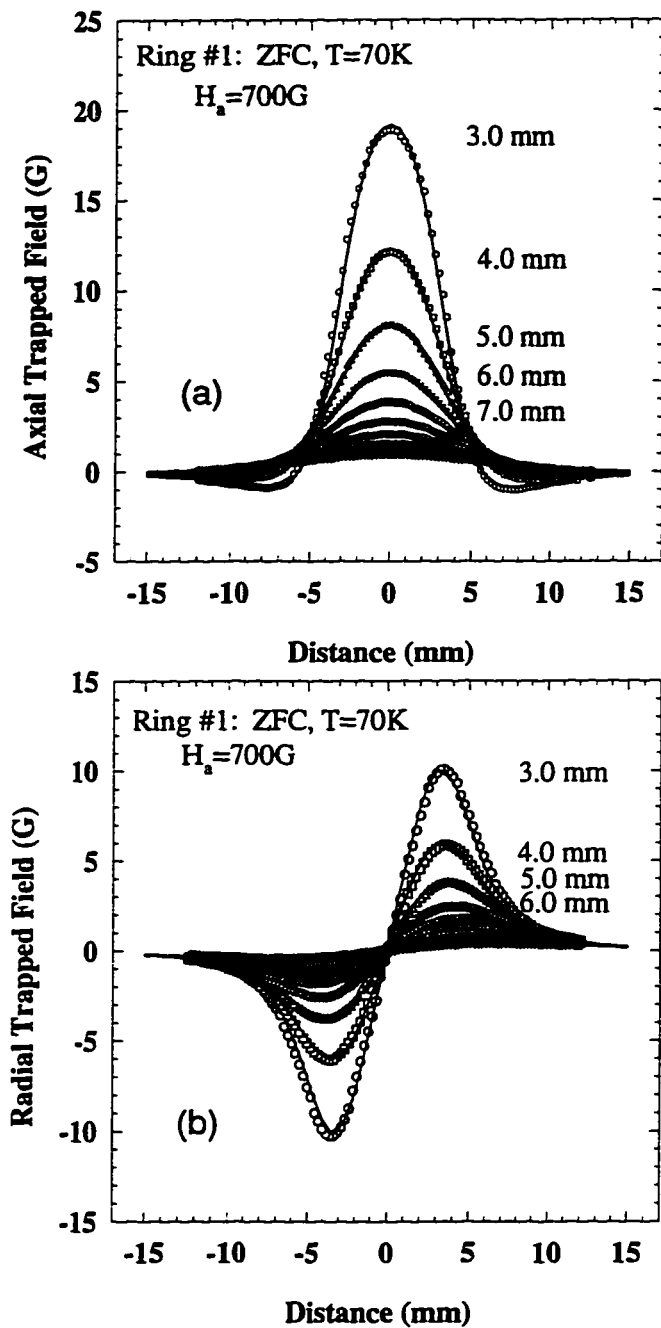 25
20
15
10
5
0
-5
Axial Trapped Field (G)
Ring #1: ZFC, T=70K
Hₐ=700G
3.0 mm
4.0 mm
5.0 mm
6.0 mm
7.0 mm
(a)
-15 -10 -5 0 5 10 15
Distance (mm)
15
10
5
0
-5
-10
-15
Radial Trapped Field (G)
Ring #1: ZFC, T=70K
Hₐ=700G
3.0 mm
4.0 mm
5.0 mm
6.0 mm
(b)
-15 -10 -5 0 5 10 15
Distance (mm)